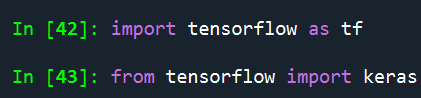 In [42]: import tensorflow as tf
In [43]: from tensorflow import keras